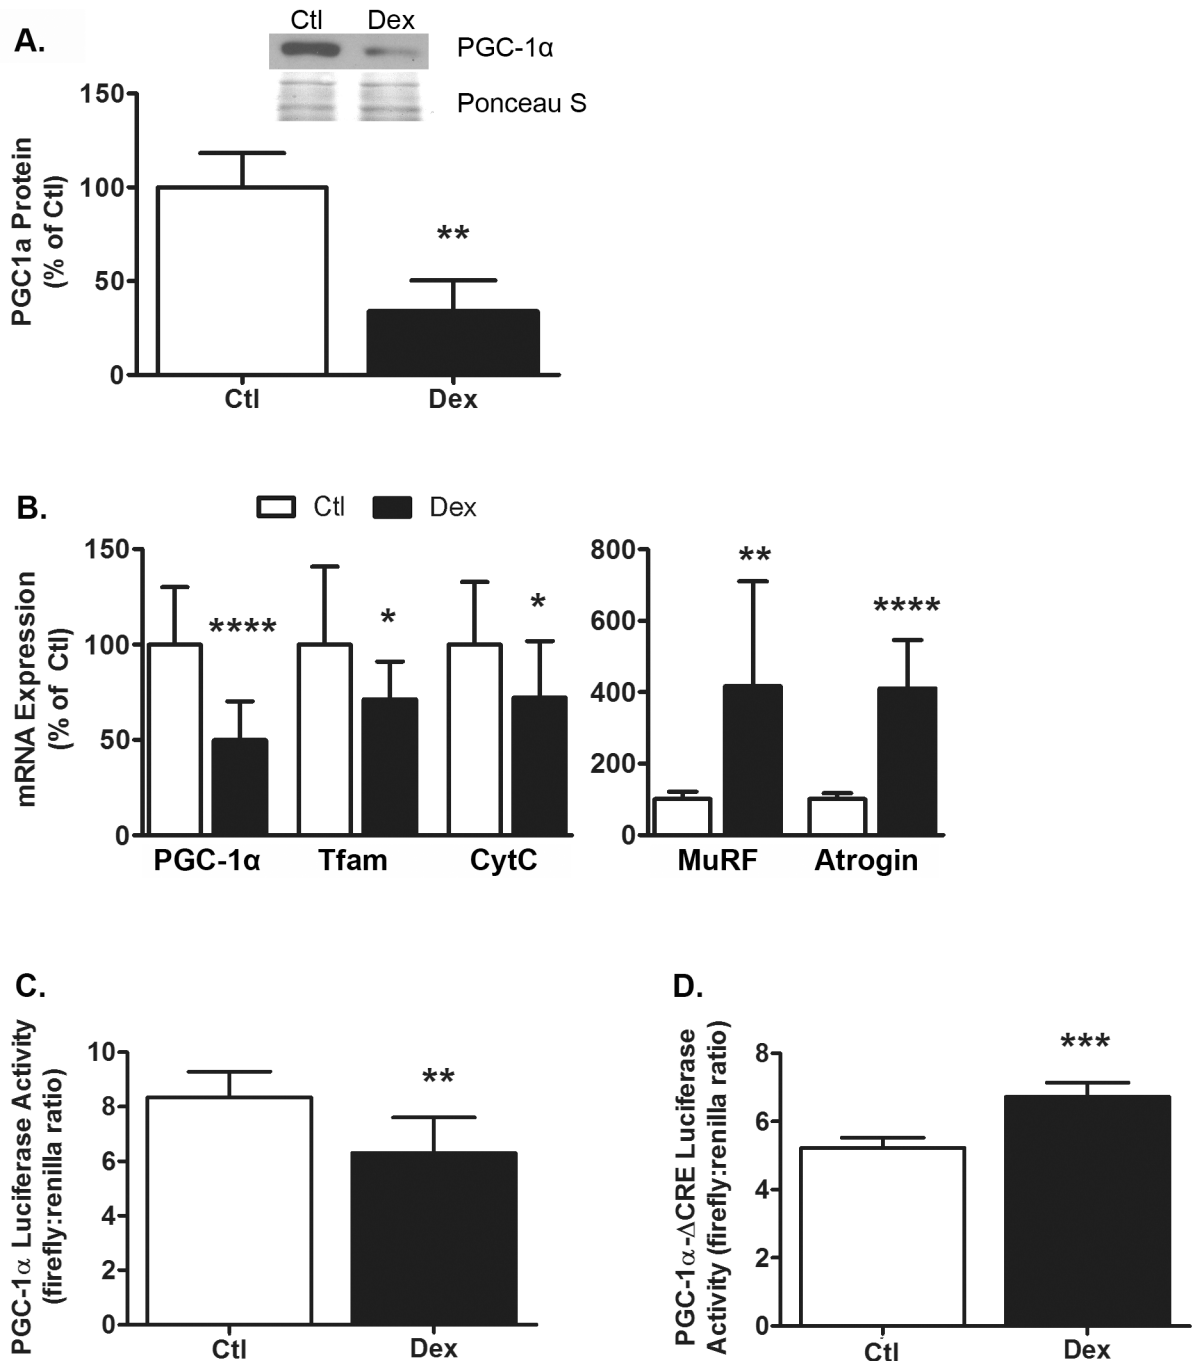 A.
Ctl Dex
PGC-1α
Ponceau S
PGC1a Protein
(% of Ctl)
150
100
50
0
**
Ctl Dex
B.
Ctl Dex
mRNA Expression
(% of Ctl)
150
100
50
0
****
*
*
PGC-1α Tfam CytC
800
600
400
200
0
**
****
MuRF Atrogin
C.
PGC-1α Luciferase Activity
(firefly:renilla ratio)
10
8
6
4
2
0
**
Ctl Dex
D.
PGC-1α-ΔCRE Luciferase
Activity (firefly:renilla ratio)
8
6
4
2
0
***
Ctl Dex